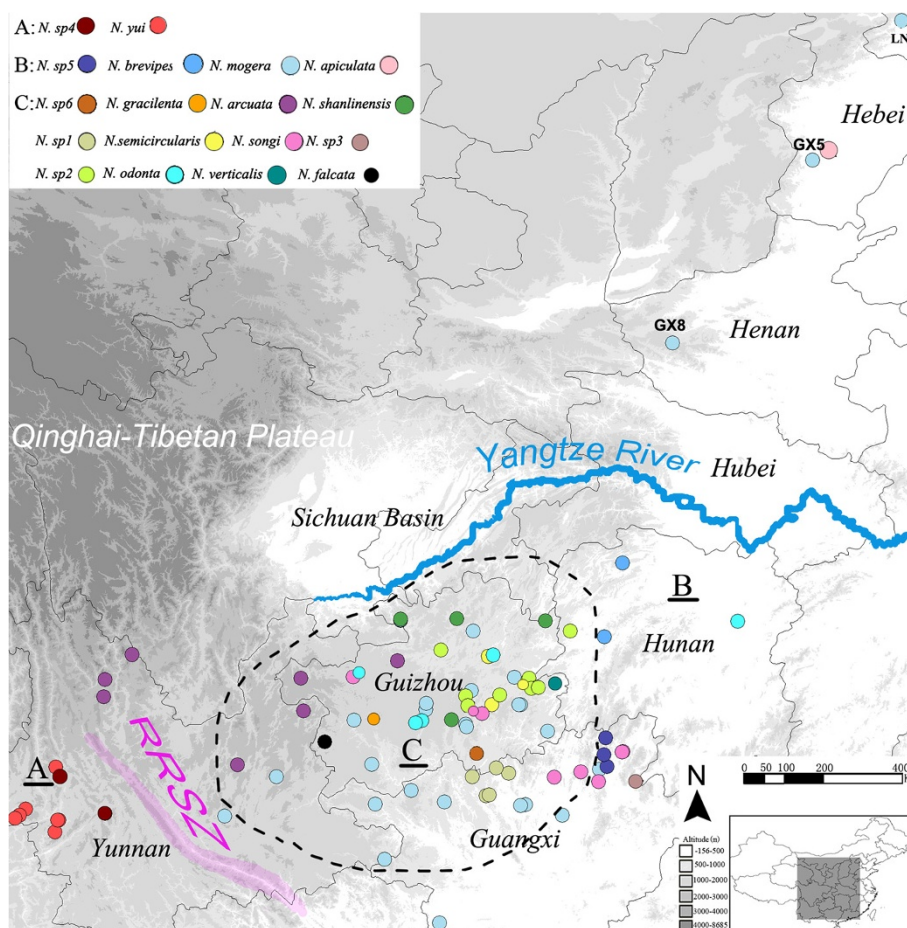 A: N. sp4 N. yui
B: N. sp5 N. brevipes N. mogera N. apiculata
C: N. sp6 N. gracilenta N. arcuata N. shanlinensis
N. sp1 N.semicircularis N. songi N. sp3
N. sp2 N. odonta N. verticalis N. falcata
LN
Hebei
GX5
GX8
Henan
Qinghai-Tibetan Plateau
Yangtze River
Hubei
Sichuan Basin
B
Hunan
Guizhou
C
A
RRSZ
Yunnan
Guangxi
N
0 50 100 200 300 400
Altitude (n)
-156-500
500-1000
1000-2000
2000-3000
3000-4000
4000-8685